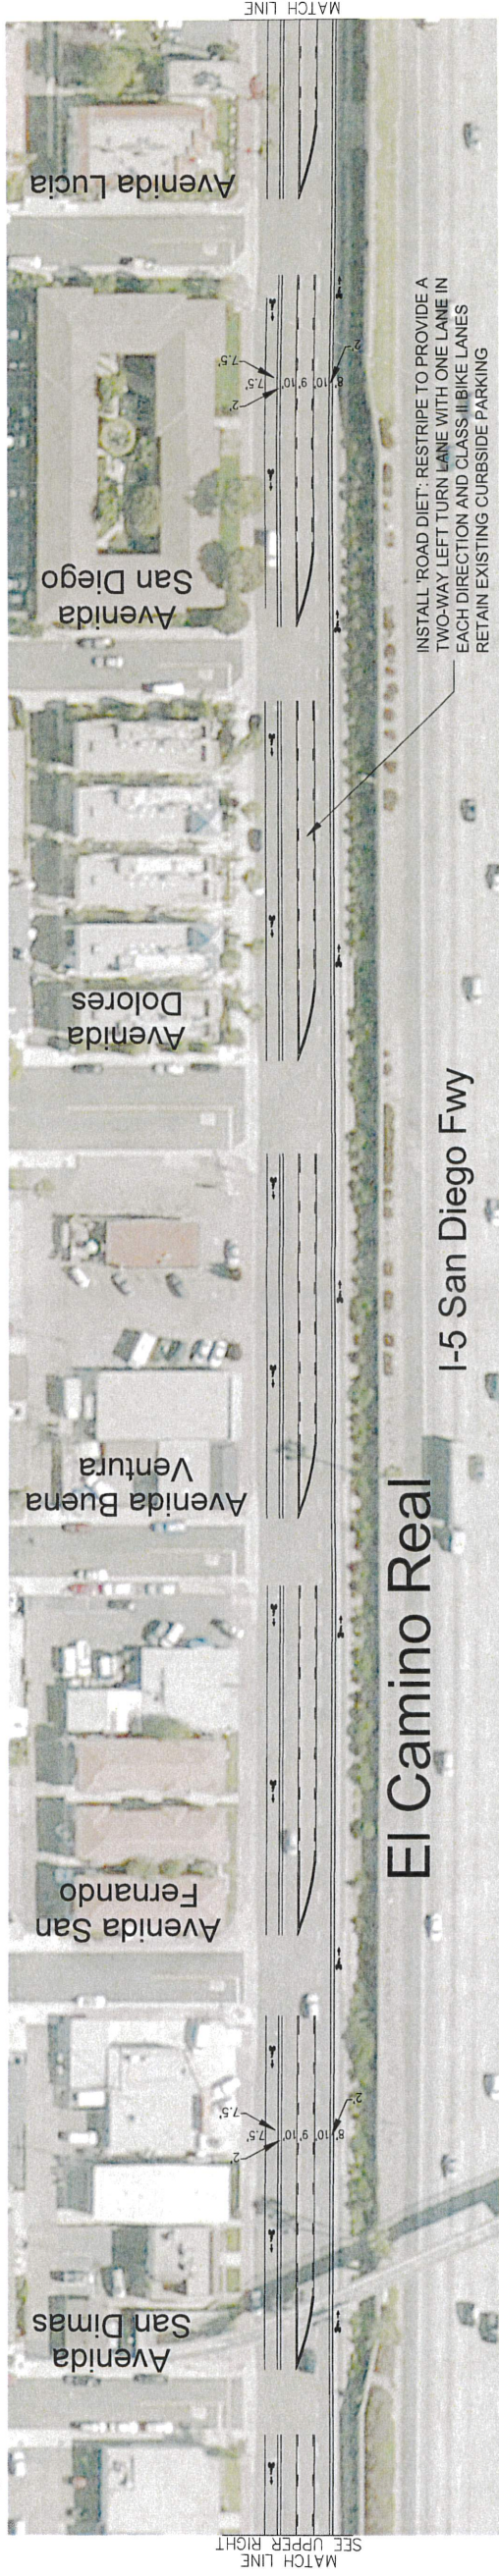 MATCH LINE
Avenida Lucia
7.5'
7.5'
2'
10'
9'
10'
8'
2'
Avenida
San Diego
INSTALL 'ROAD DIET': RESTRIPE TO PROVIDE A
TWO-WAY LEFT TURN LANE WITH ONE LANE IN
EACH DIRECTION AND CLASS II BIKE LANES
RETAIN EXISTING CURBSIDE PARKING
Avenida
Dolores
I-5 San Diego Fwy
Avenida Buena
Ventura
El Camino Real
Avenida San
Fernando
7.5'
7.5'
2'
10'
9'
10'
8'
2'
Avenida
San Dimas
MATCH LINE
SEE UPPER RIGHT